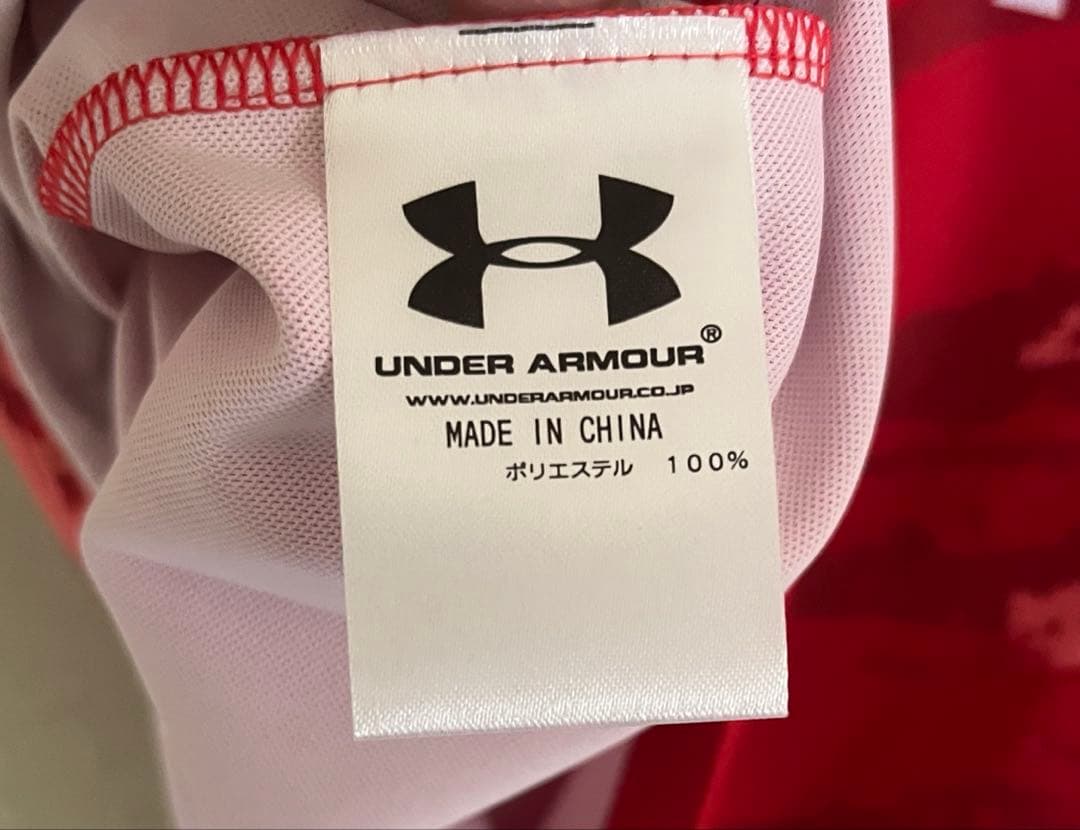 UNDER ARMOUR®
WWW.UNDERARMOUR.CO.JP
MADE IN CHINA
ポリエステル　１００%